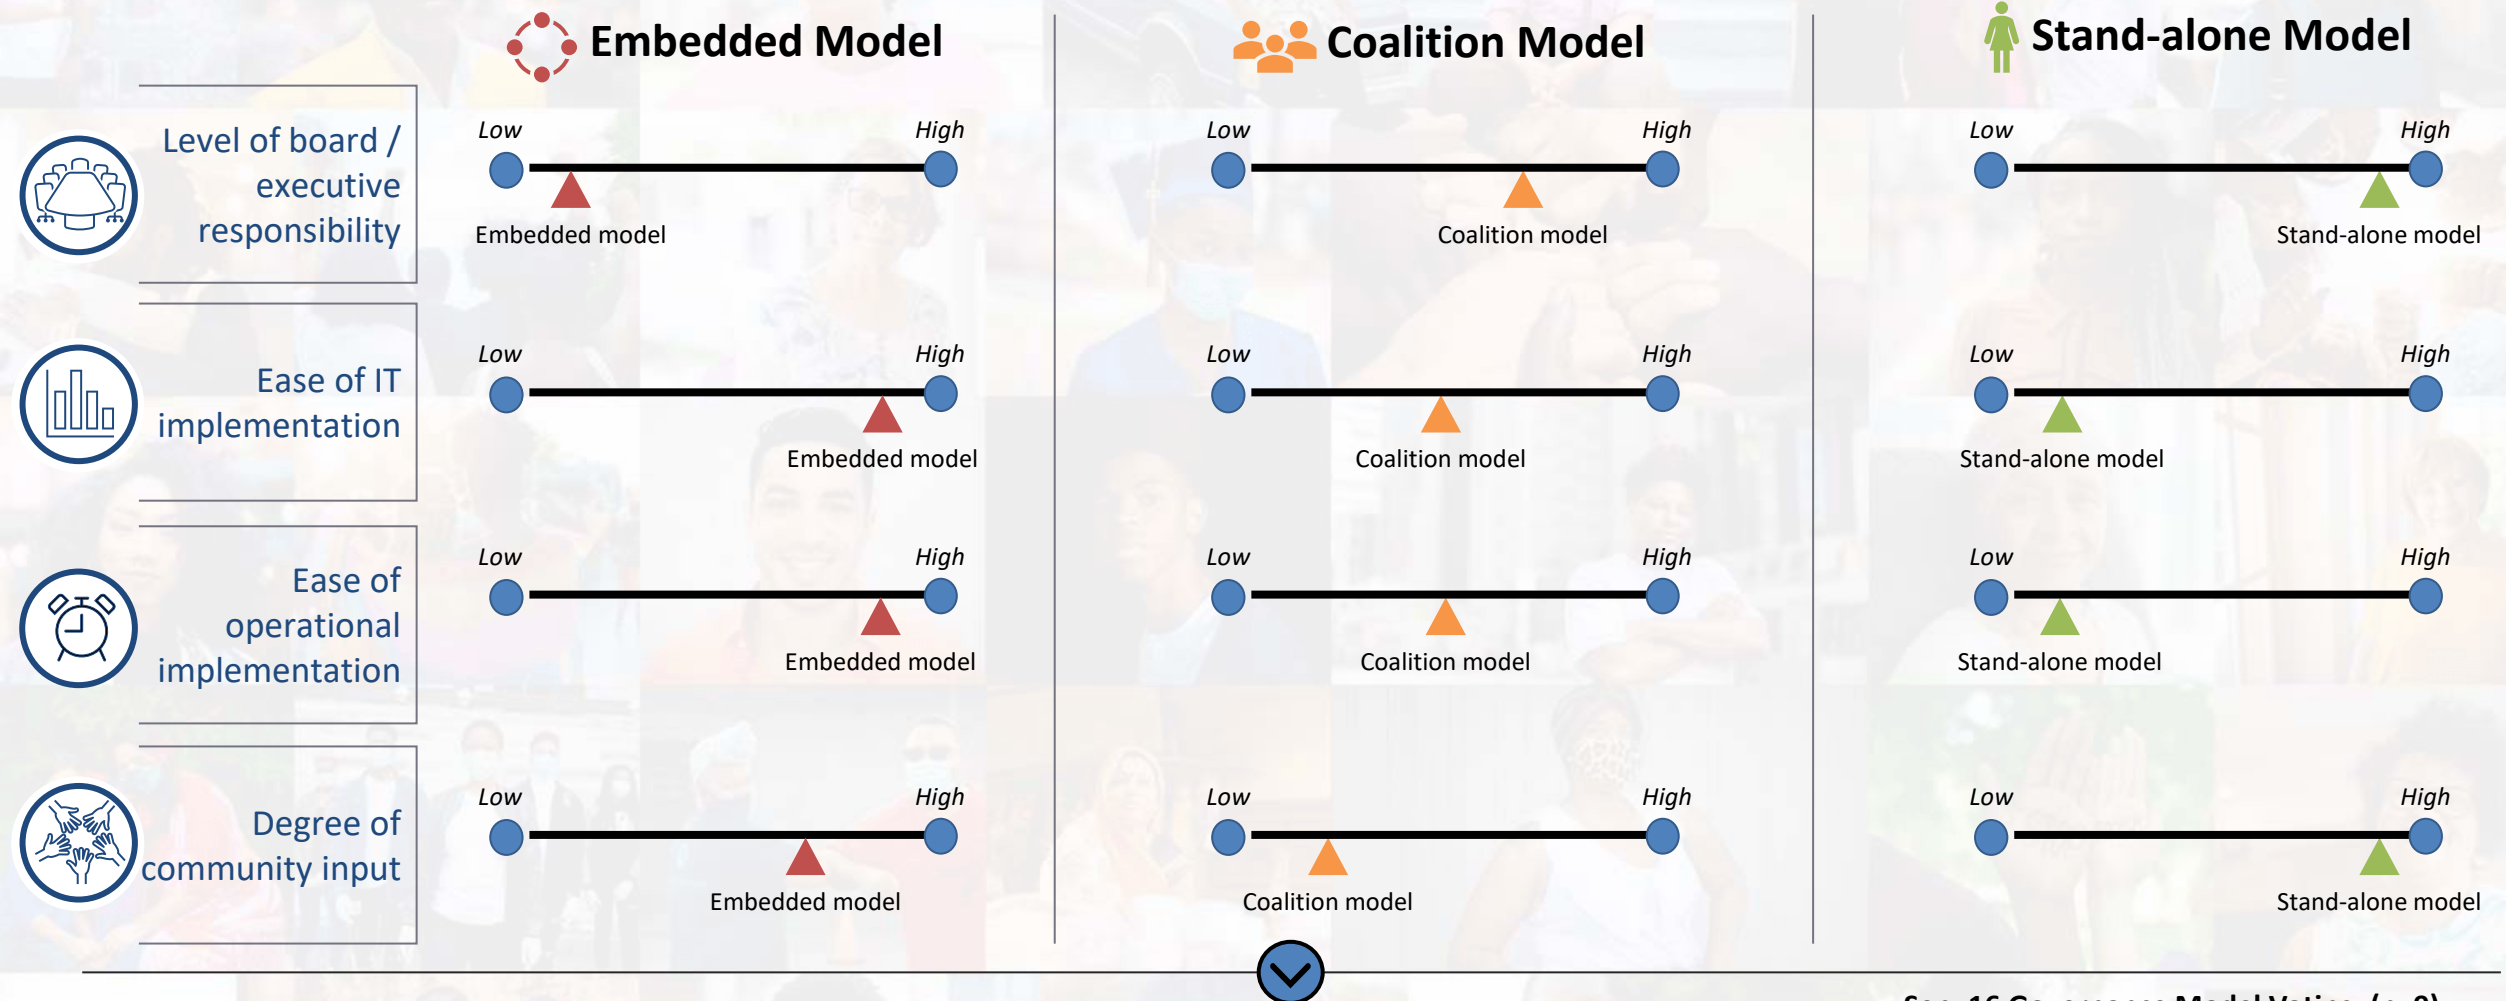 Embedded Model
Coalition Model
Stand-alone Model
Level of board /
executive
responsibility
Low
High
Embedded model
Low
High
Coalition model
Low
High
Stand-alone model
Ease of IT
implementation
Low
High
Embedded model
Low
High
Coalition model
Low
High
Stand-alone model
Ease of
operational
implementation
Low
High
Embedded model
Low
High
Coalition model
Low
High
Stand-alone model
Degree of
community input
Low
High
Embedded model
Low
High
Coalition model
Low
High
Stand-alone model
16 Governance Model Voting